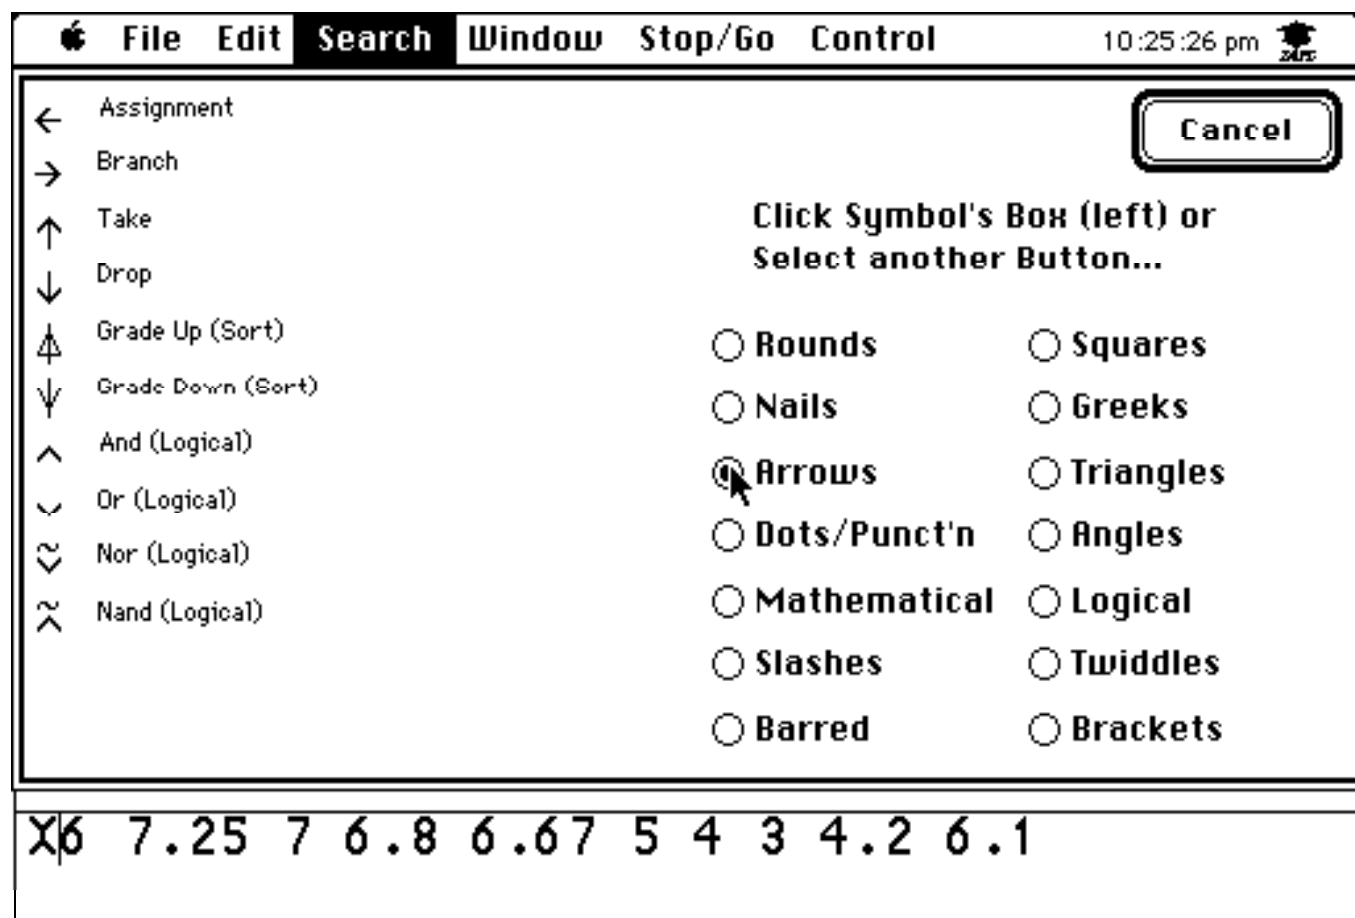 File Edit Search Window Stop/Go Control 10:25:26 pm
← Assignment
→ Branch
↑ Take
↓ Drop
⍋ Grade Up (Sort)
⍒ Grade Down (Sort)
∧ And (Logical)
∨ Or (Logical)
⍱ Nor (Logical)
⍲ Nand (Logical)
Cancel
Click Symbol's Box (left) or
Select another Button...
Rounds Squares
Nails Greeks
Arrows Triangles
Dots/Punct'n Angles
Mathematical Logical
Slashes Twiddles
Barred Brackets
X6 7.25 7 6.8 6.67 5 4 3 4.2 6.1